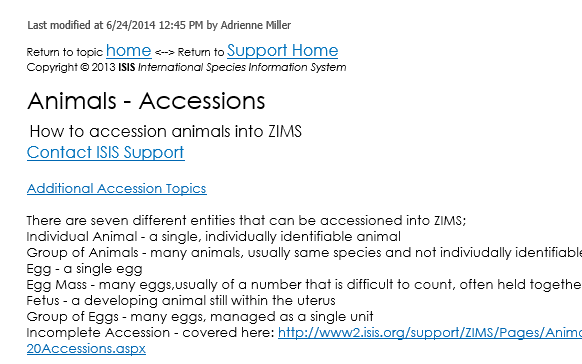 Last modified at 6/24/2014 12:45 PM by Adrienne Miller
Return to topic home <--> Return to Support Home
Copyright © 2013 ISIS International Species Information System
Animals - Accessions
How to accession animals into ZIMS
Contact ISIS Support
Additional Accession Topics
There are seven different entities that can be accessioned into ZIMS;
Individual Animal - a single, individually identifiable animal
Group of Animals - many animals, usually same species and not indiviudally identifiable
Egg - a single egg
Egg Mass - many eggs,usually of a number that is difficult to count, often held togethe
Fetus - a developing animal still within the uterus
Group of Eggs - many eggs, managed as a single unit
Incomplete Accession - covered here: http://www2.isis.org/support/ZIMS/Pages/Anima
20Accessions.aspx